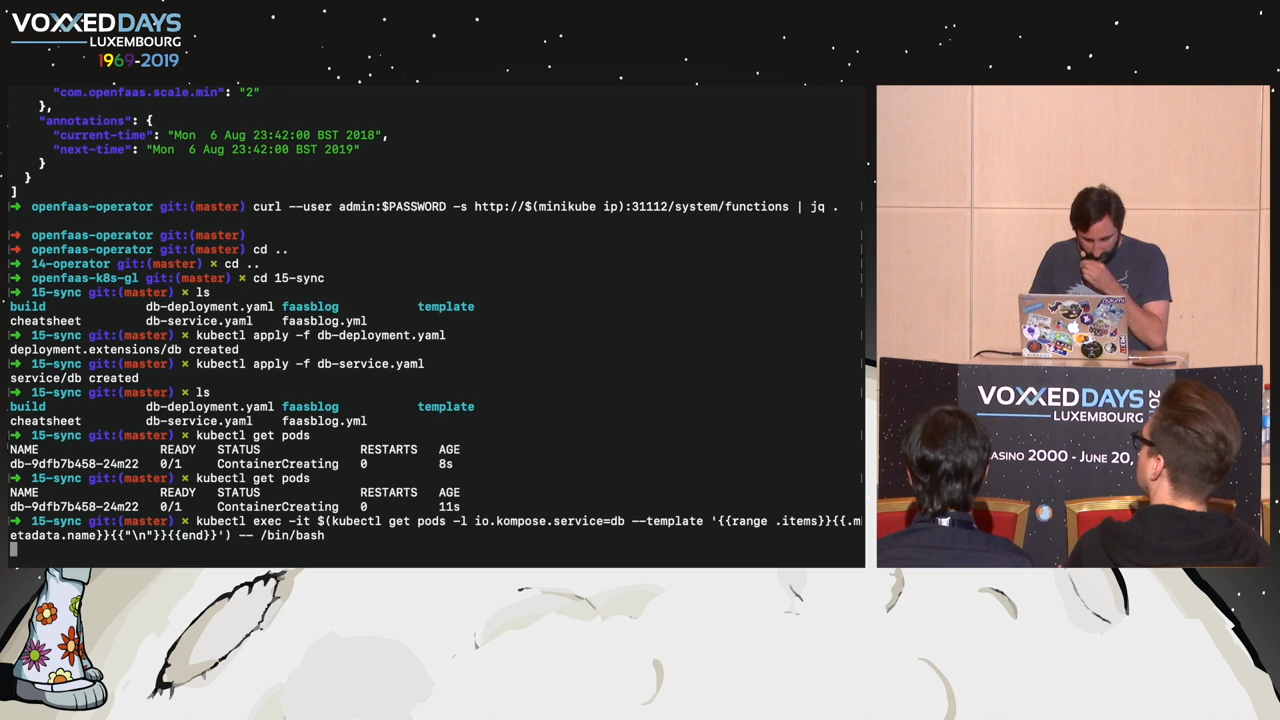 VOXXEDDAYS
LUXEMBOURG
1969-2019
"com.openfaas.scale.min": "2"
},
"annotations": {
"current-time": "Mon  6 Aug 23:42:00 BST 2018",
"next-time": "Mon  6 Aug 23:42:00 BST 2019"
}
}
]
➜  openfaas-operator git:(master) curl --user admin:$PASSWORD -s http://$(minikube ip):31112/system/functions | jq .
➜  openfaas-operator git:(master)
➜  openfaas-operator git:(master) cd ..
➜  14-operator git:(master) × cd ..
➜  openfaas-k8s-gl git:(master) × cd 15-sync
➜  15-sync git:(master) × ls
build db-deployment.yaml faasblog template
cheatsheet db-service.yaml faasblog.yml
➜  15-sync git:(master) × kubectl apply -f db-deployment.yaml
deployment.extensions/db created
➜  15-sync git:(master) × kubectl apply -f db-service.yaml
service/db created
➜  15-sync git:(master) × ls
build db-deployment.yaml faasblog template
cheatsheet db-service.yaml faasblog.yml
➜  15-sync git:(master) × kubectl get pods
NAME READY STATUS RESTARTS AGE
db-9dfb7b458-24m22 0/1 ContainerCreating 0 8s
➜  15-sync git:(master) × kubectl get pods
NAME READY STATUS RESTARTS AGE
db-9dfb7b458-24m22 0/1 ContainerCreating 0 11s
➜  15-sync git:(master) × kubectl exec -it $(kubectl get pods -l io.kompose.service=db --template '{{range .items}}{{.m
etadata.name}}{{"\n"}}{{end}}') -- /bin/bash
VOXXEDDAYS 20
LUXEMBOURG
ASINO 2000 - JUNE 20,